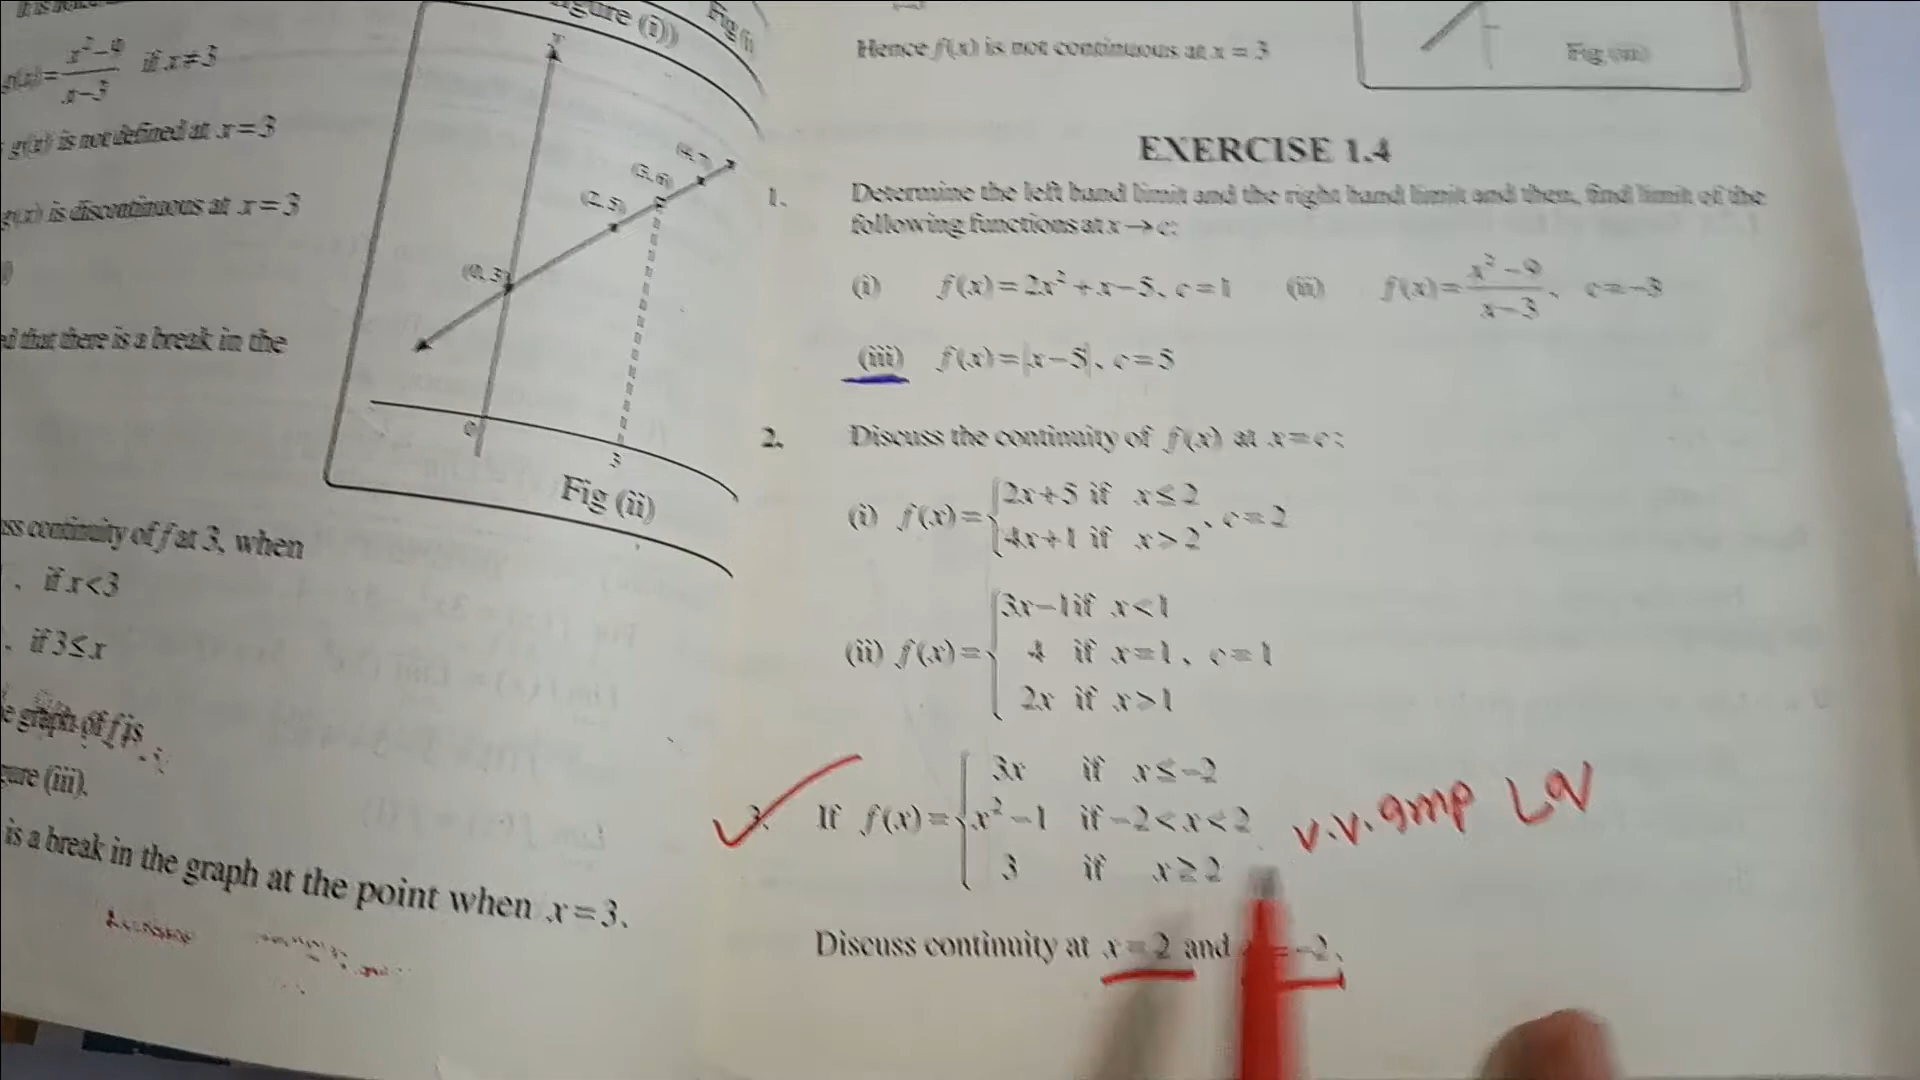 g(x)=\frac{x²-9}{x-3} if x≠3
g(x) is not defined at x=3
g(x) is discontinuous at x=3
that there is a break in the
continuity of f at 3, when
, if x<3
, if 3≤x
graph of f is
(iii).
is a break in the graph at the point when x=3.
(i))
Fig
(4,7)
(3,6)
(2,5)
(0,3)
0
3
Fig (ii)
Hence f(x) is not continuous at x = 3
Fig (iii)
EXERCISE 1.4
1. Determine the left hand limit and the right hand limit and then, find limit of the
following functions at x→c:
(i) f(x)=2x²+x-5, c=1 (ii) f(x)=\frac{x²-9}{x-3}, c=-3
(iii) f(x)=|x-5|, c=5
2. Discuss the continuity of f(x) at x=c:
(i) f(x)={2x+5 if x≤2
4x+1 if x>2, c=2
3x-1 if x<1
(ii) f(x)={4 if x=1, c=1
2x if x>1
3x if x≤-2
3. If f(x)={x²-1 if -2<x<2 v.v. Imp LQ
3 if x≥2
Discuss continuity at x=2 and =-2.